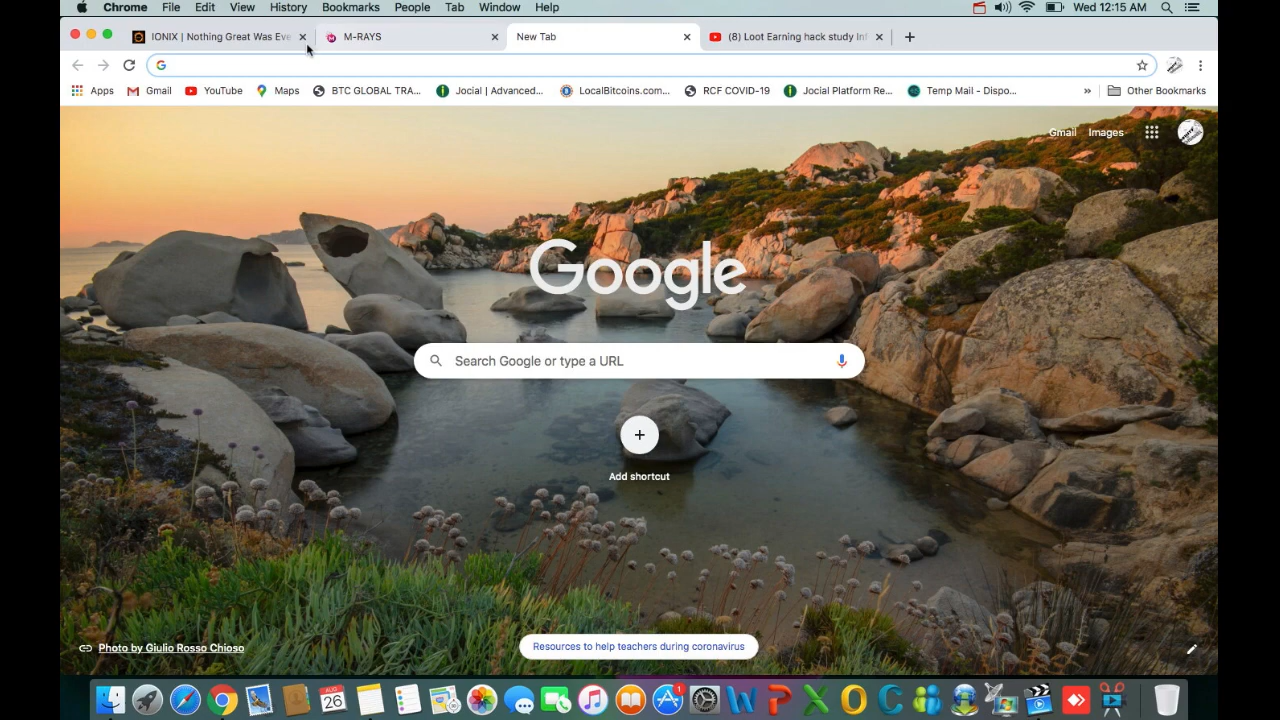 Chrome File Edit View History Bookmarks People Tab Window Help Wed 12:15 AM
IONIX | Nothing Great Was Eve M-RAYS New Tab (8) Loot Earning hack study Inf
Apps Gmail YouTube Maps BTC GLOBAL TRA... Jocial | Advanced... LocalBitcoins.com... RCF COVID-19 Jocial Platform Re... Temp Mail - Dispo... » Other Bookmarks
Gmail Images
Google
Search Google or type a URL
Add shortcut
Photo by Giulio Rosso Chioso
Resources to help teachers during coronavirus
AUG
26
1